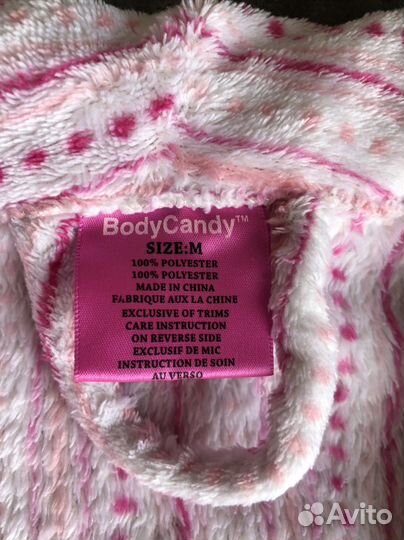 BodyCandy™
SIZE:M
100% POLYESTER
100% POLYESTER
MADE IN CHINA
FABRIQUE AUX LA CHINE
EXCLUSIVE OF TRIMS
CARE INSTRUCTION
ON REVERSE SIDE
EXCLUSIF DE MIC
INSTRUCTION DE SOIN
AU VERSO
Avito